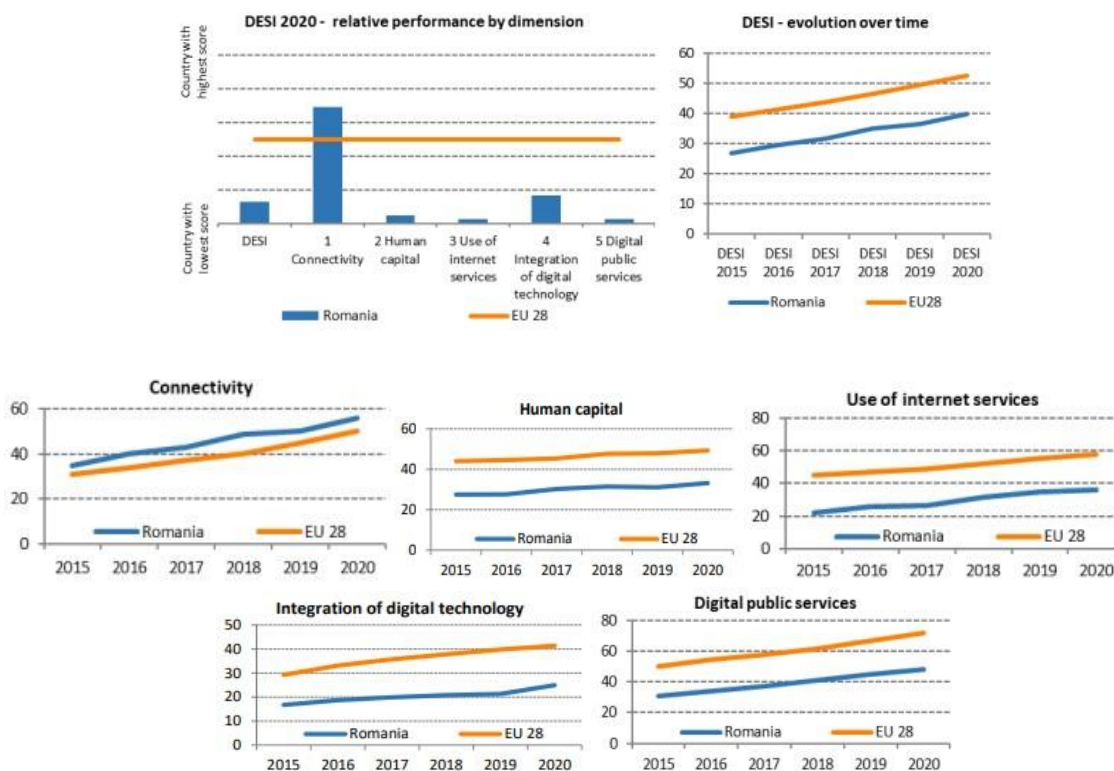 DESI 2020 - relative performance by dimension
Country with
highest score
Country with
lowest score
DESI
1
Connectivity
2 Human
capital
3 Use of
internet
services
4
Integration
of digital
technology
5 Digital
public
services
Romania
EU 28
DESI - evolution over time
60
50
40
30
20
10
0
DESI
2015
DESI
2016
DESI
2017
DESI
2018
DESI
2019
DESI
2020
Romania
EU28
Connectivity
60
40
20
0
Romania
EU 28
2015 2016 2017 2018 2019 2020
Human capital
60
40
20
0
Romania
EU 28
2015 2016 2017 2018 2019 2020
Use of internet services
80
60
40
20
0
Romania
EU 28
2015 2016 2017 2018 2019 2020
Integration of digital technology
50
40
30
20
10
0
2015 2016 2017 2018 2019 2020
Romania
EU 28
Digital public services
80
60
40
20
0
Romania
EU 28
2015 2016 2017 2018 2019 2020